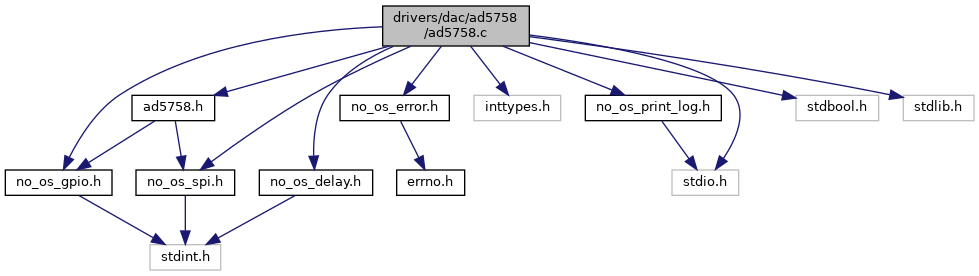 drivers/dac/ad5758
/ad5758.c
ad5758.h
no_os_error.h
inttypes.h
no_os_print_log.h
stdbool.h
stdlib.h
no_os_gpio.h
no_os_spi.h
no_os_delay.h
errno.h
stdio.h
stdint.h